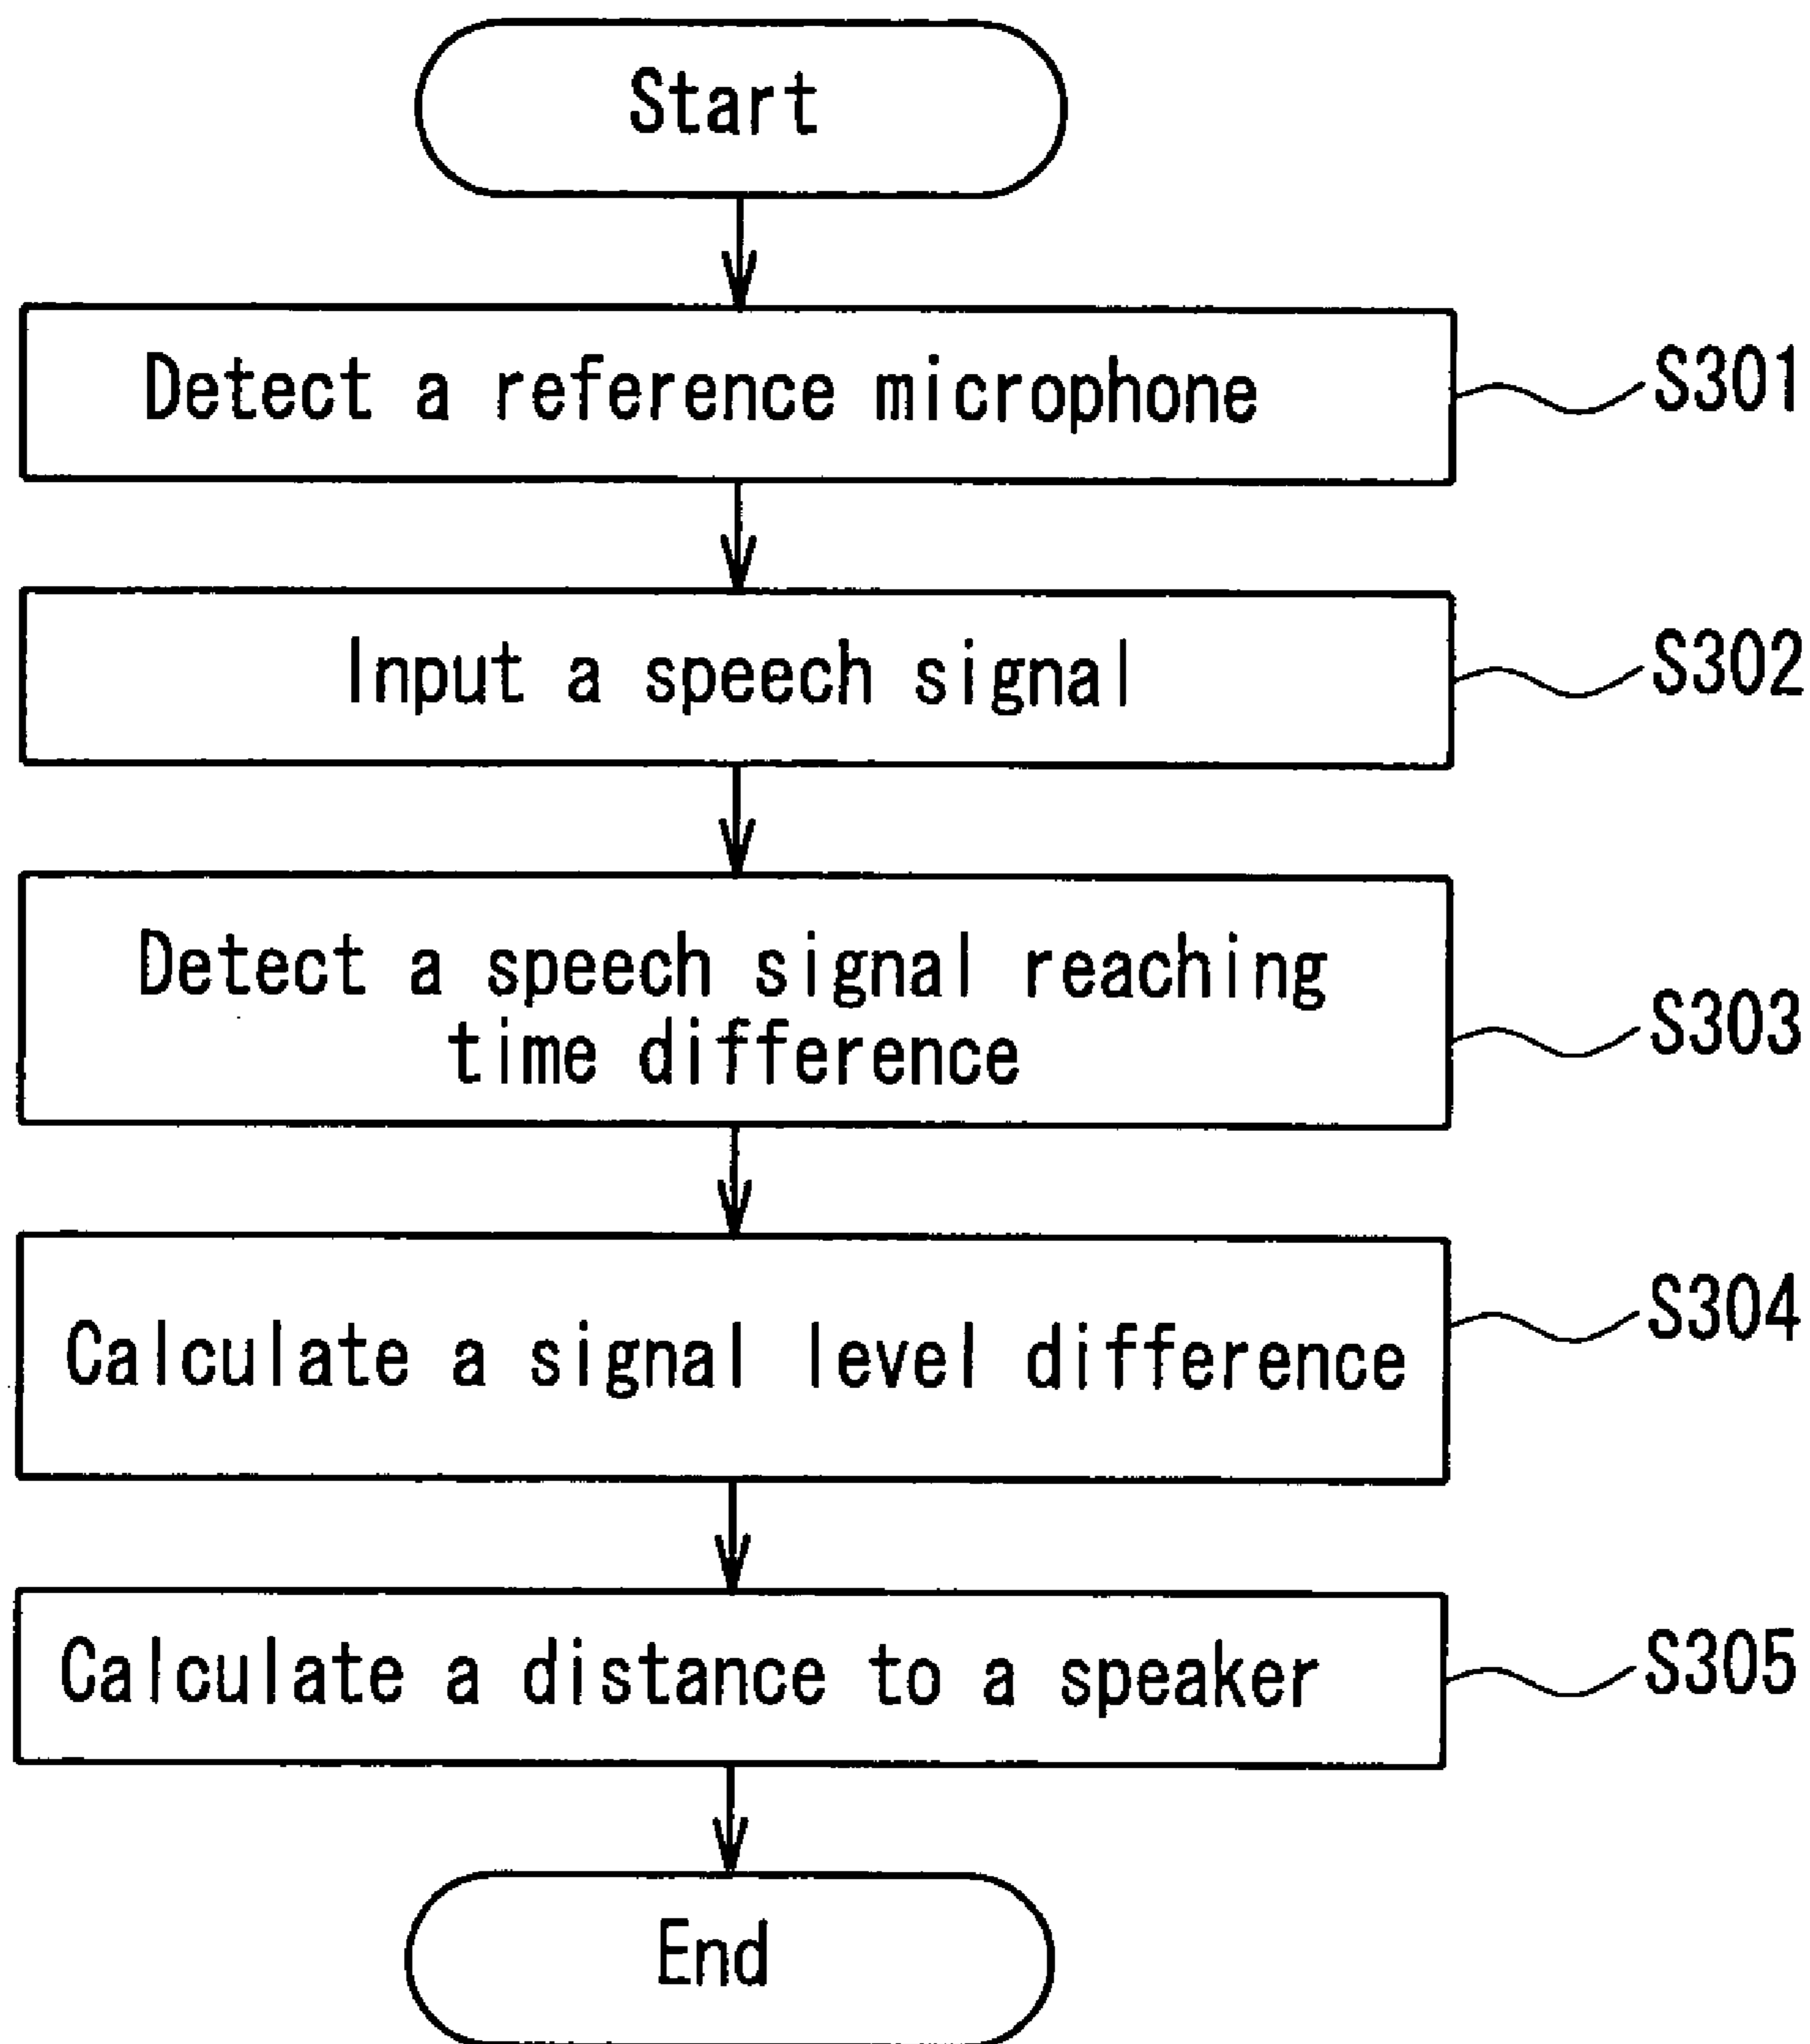 Start
Detect a reference microphone
S301
Input a speech signal
S302
Detect a speech signal reaching
time difference
S303
Calculate a signal level difference
S304
Calculate a distance to a speaker
S305
End